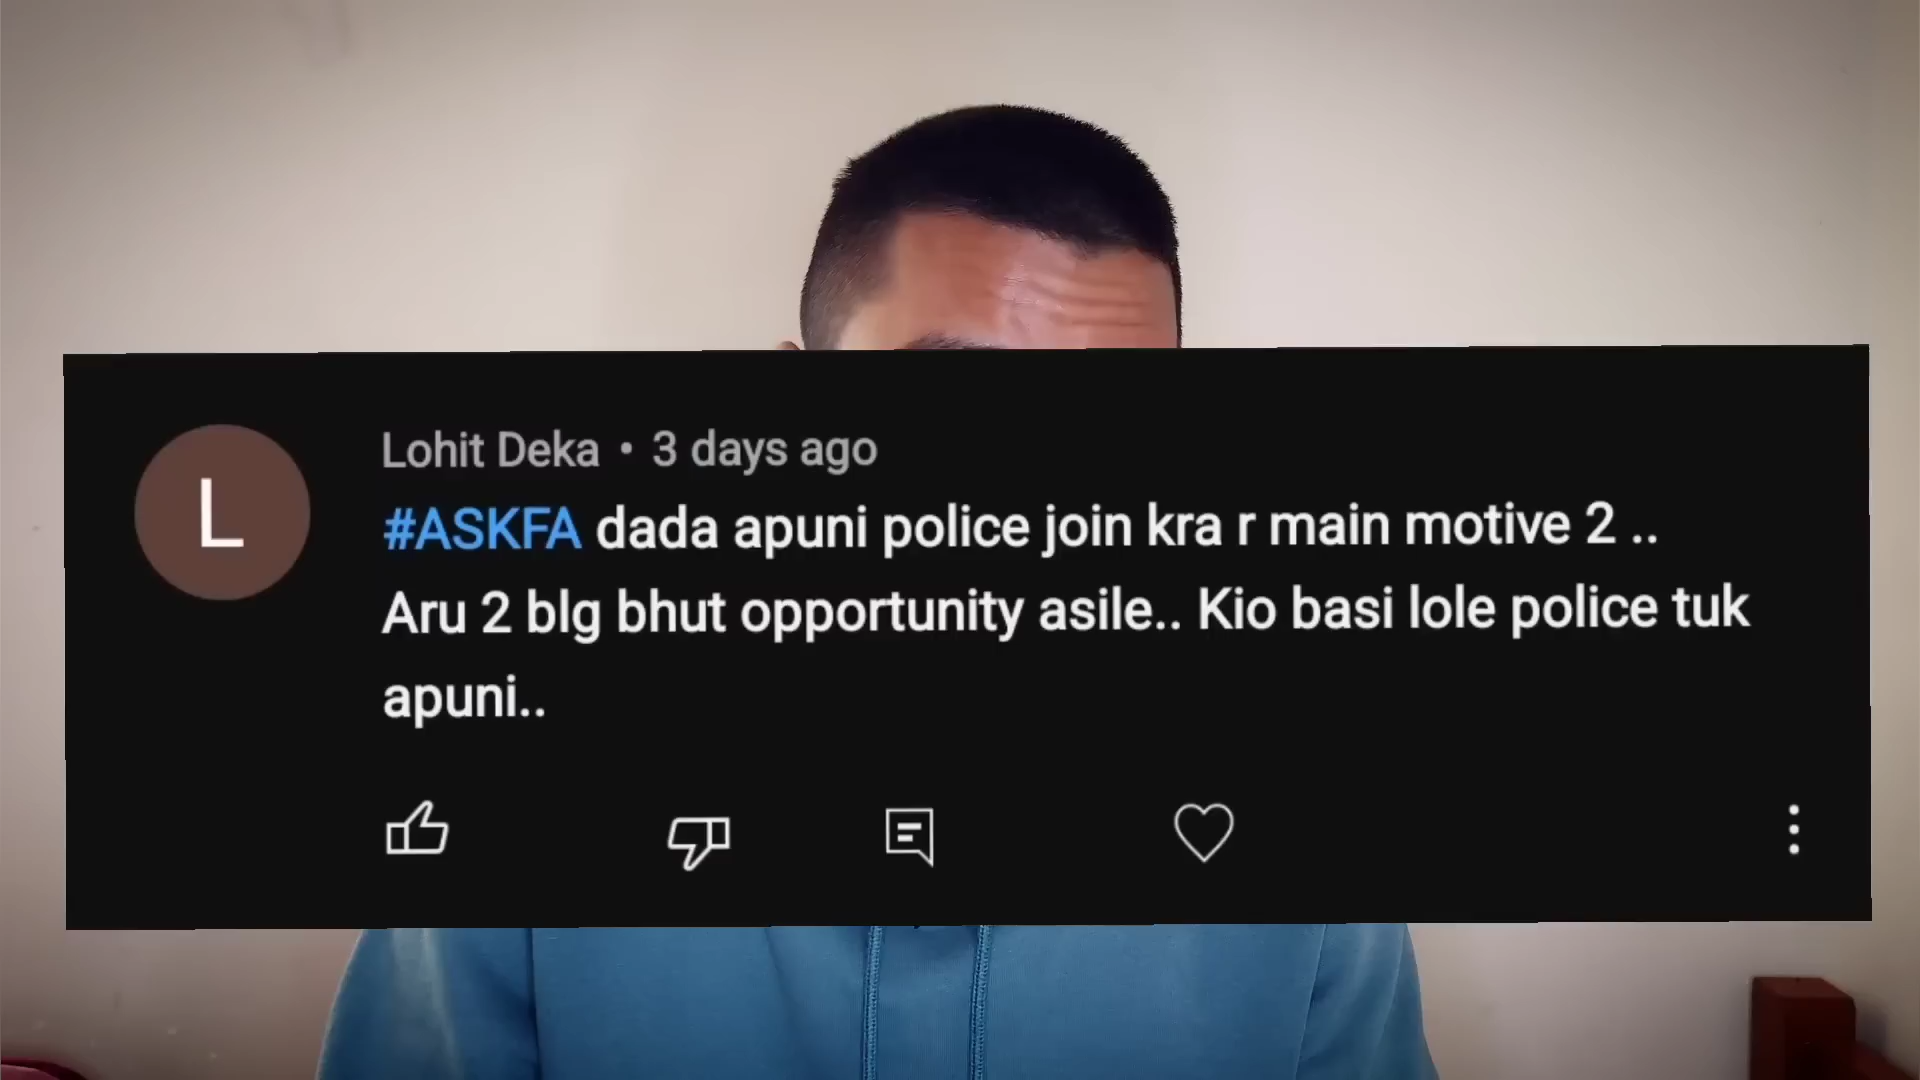 L
Lohit Deka • 3 days ago
#ASKFA dada apuni police join kra r main motive 2 ..
Aru 2 blg bhut opportunity asile.. Kio basi lole police tuk
apuni..